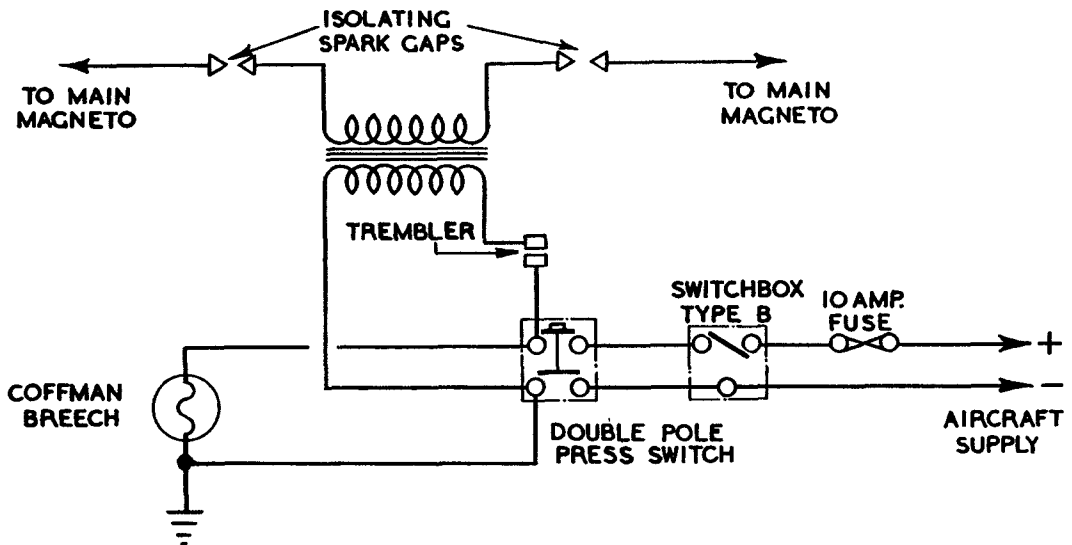 ISOLATING
SPARK GAPS
TO MAIN
MAGNETO
TO MAIN
MAGNETO
TREMBLER
SWITCHBOX
TYPE B
10 AMP.
FUSE
+
-
COFFMAN
BREECH
DOUBLE POLE
PRESS SWITCH
AIRCRAFT
SUPPLY